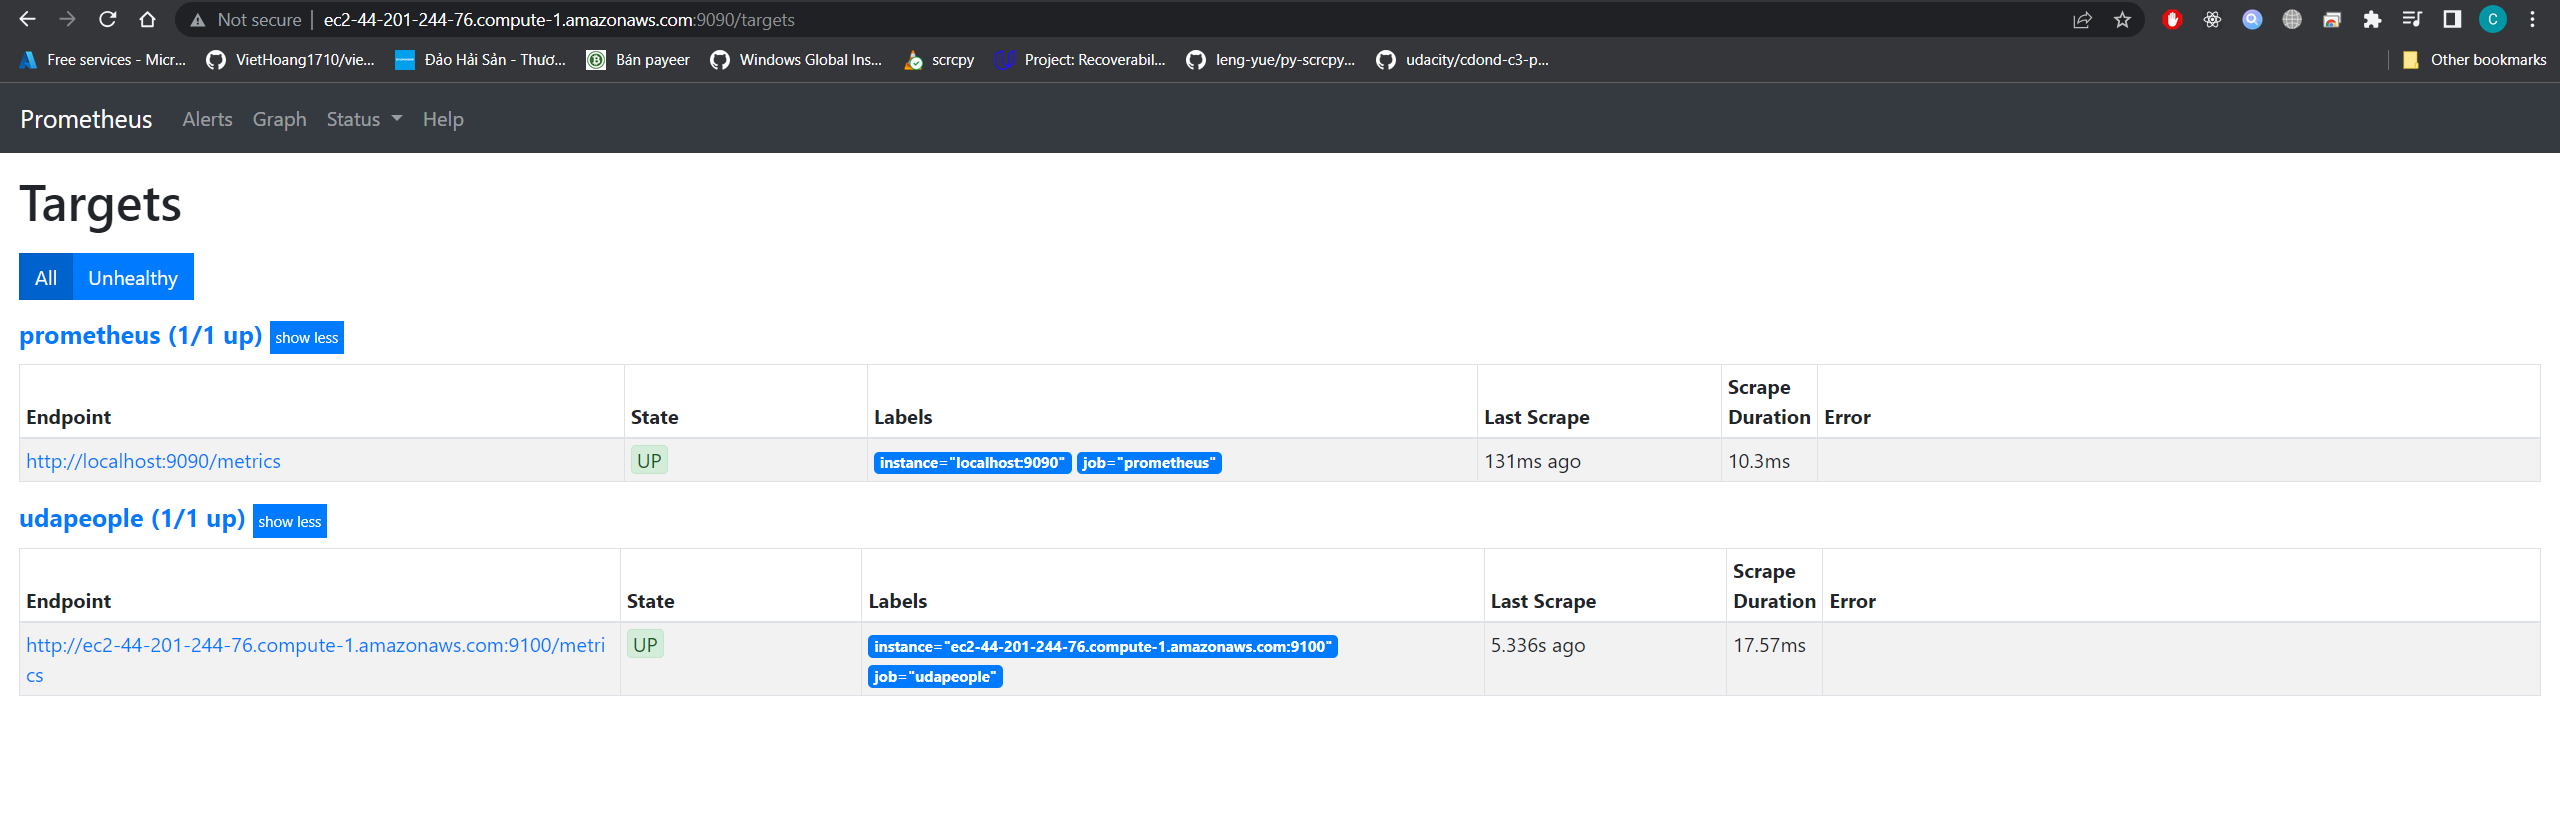 Not secure | ec2-44-201-244-76.compute-1.amazonaws.com:9090/targets
C
Free services - Micr... VietHoang1710/vie... Đảo Hải Sản - Thươ... Bán payeer Windows Global Ins... scrcpy Project: Recoverabil... leng-yue/py-scrcpy... udacity/cdond-c3-p... Other bookmarks
Prometheus Alerts Graph Status Help
Targets
All Unhealthy
prometheus (1/1 up) show less
Endpoint State Labels Last Scrape Scrape Duration Error
http://localhost:9090/metrics UP instance="localhost:9090" job="prometheus" 131ms ago 10.3ms
udapeople (1/1 up) show less
Endpoint State Labels Last Scrape Scrape Duration Error
http://ec2-44-201-244-76.compute-1.amazonaws.com:9100/metri UP instance="ec2-44-201-244-76.compute-1.amazonaws.com:9100" 5.336s ago 17.57ms
cs job="udapeople"